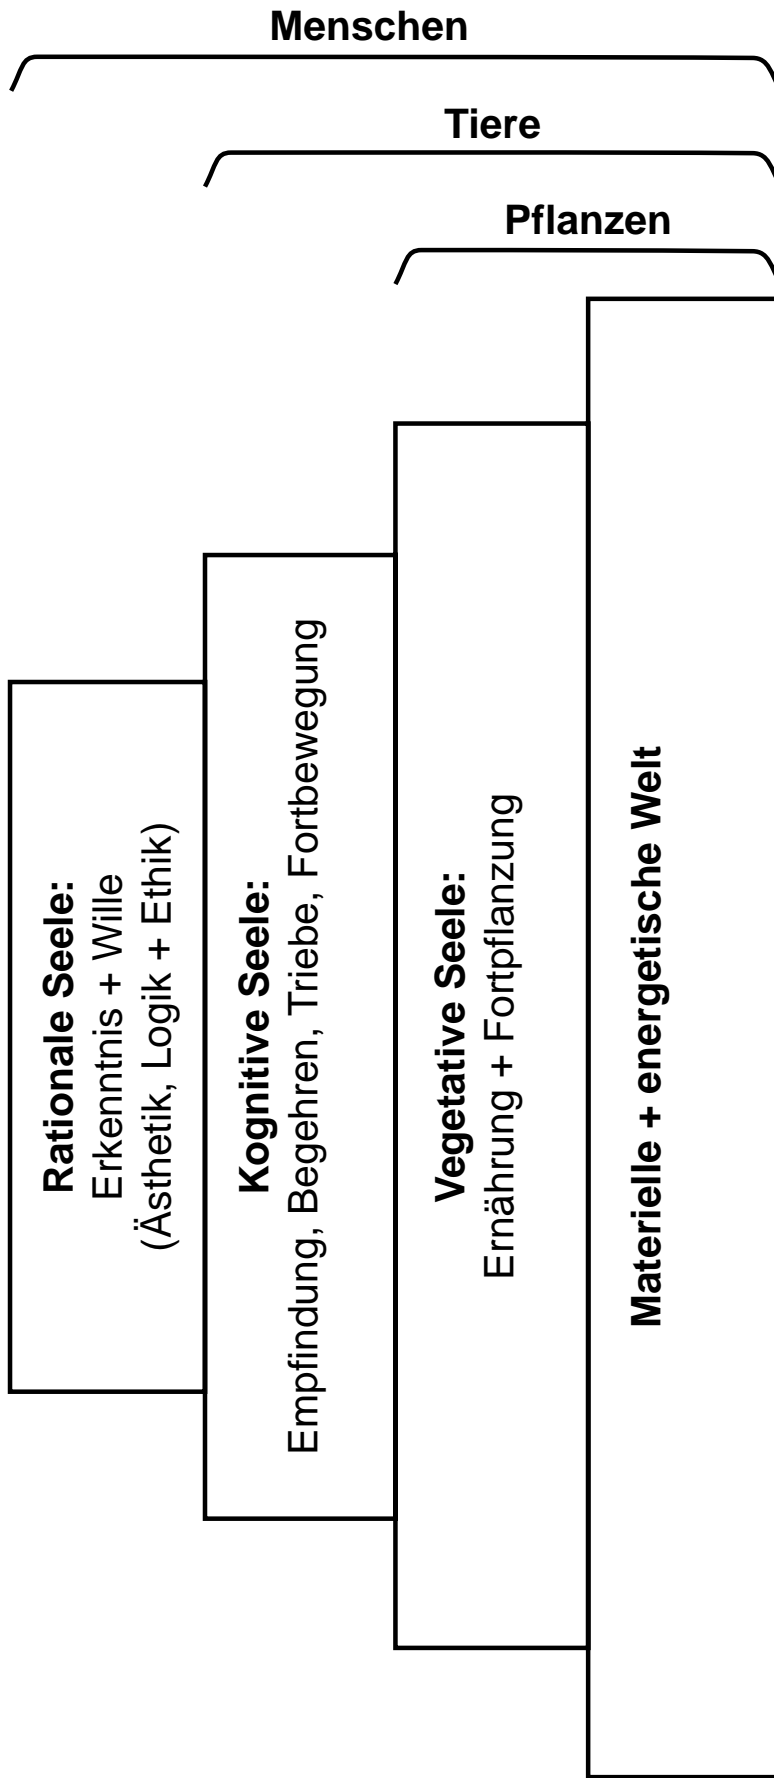 Menschen
Tiere
Pflanzen
Rationale Seele:
Erkenntnis + Wille
(Ästhetik, Logik + Ethik)
Kognitive Seele:
Empfindung, Begehren, Triebe, Fortbewegung
Vegetative Seele:
Ernährung + Fortpflanzung
Materielle + energetische Welt